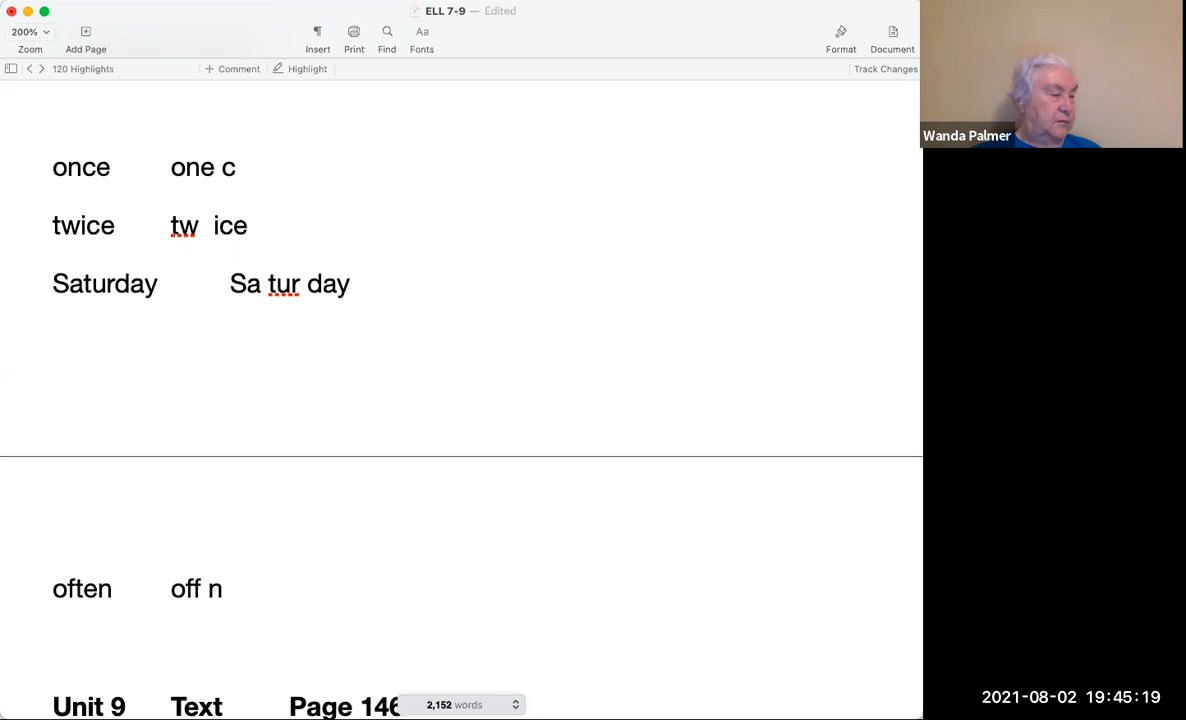 ELL 7-9 — Edited
200%
Zoom
Add Page
Insert
Print
Find
Aa
Fonts
Format
Document
120 Highlights
Comment
Highlight
Track Changes
Wanda Palmer
once one c
twice tw ice
Saturday Sa tur day
often off n
Unit 9 Text Page 146
2,152 words
2021-08-02 19:45:19